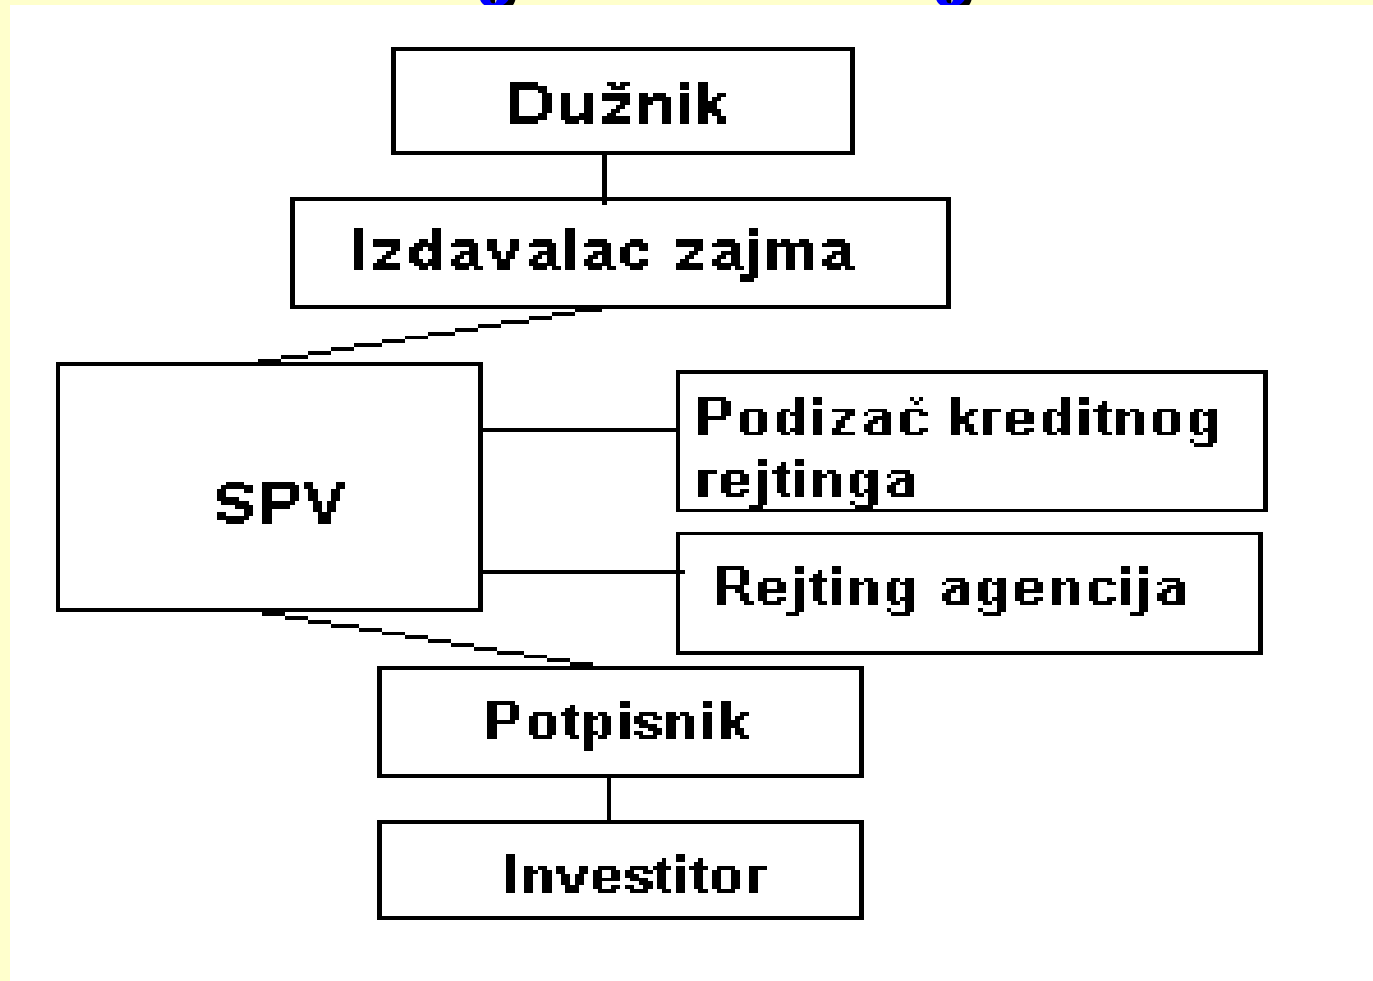 Dužnik
Izdavalac zajma
Podizač kreditnog
rejtinga
SPV
Rejting agencija
Potpisnik
Investitor